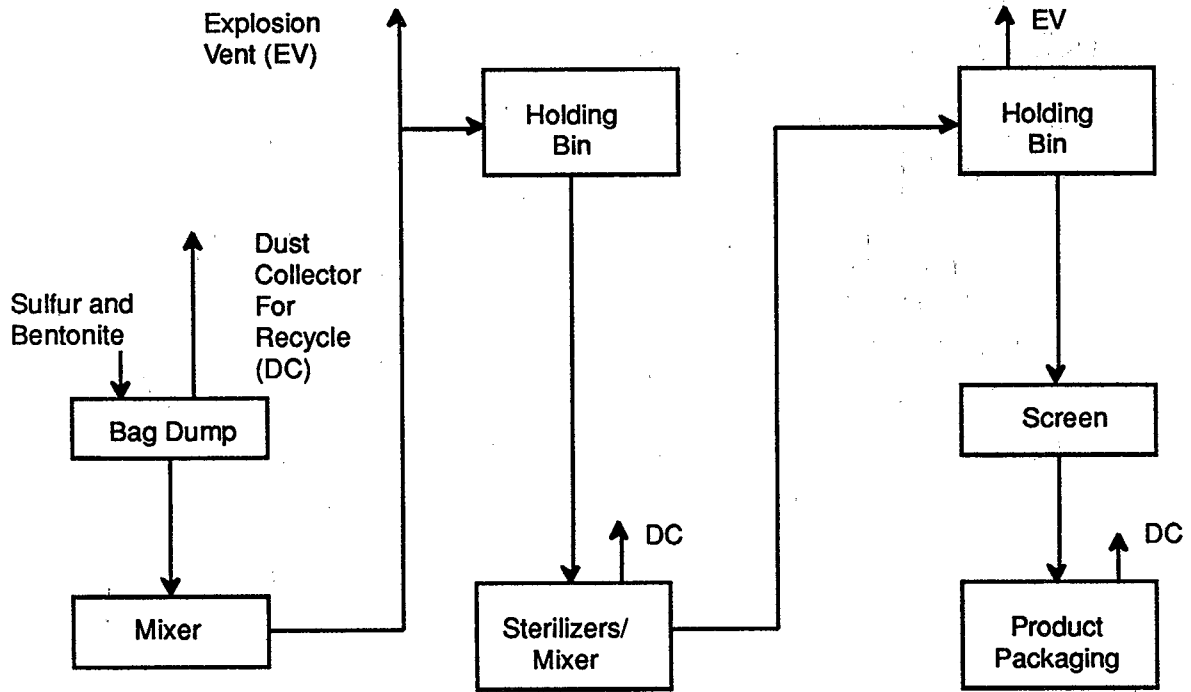 Explosion
Vent (EV)
EV
Holding
Bin
Holding
Bin
Dust
Collector
For
Recycle
(DC)
Sulfur and
Bentonite
Bag Dump
Screen
DC
DC
Mixer
Sterilizers/
Mixer
Product
Packaging